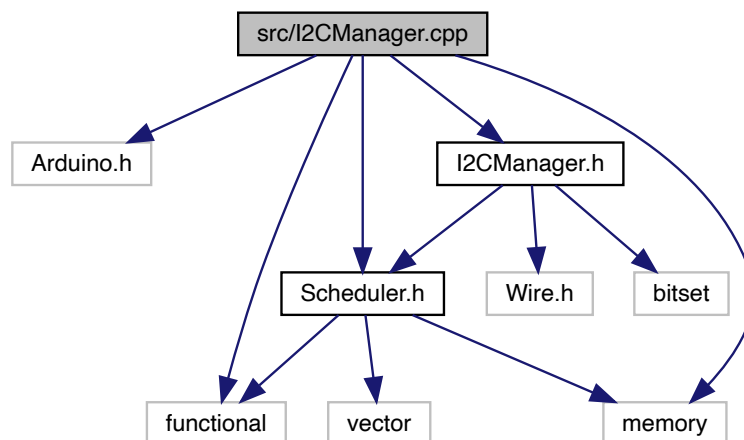 src/I2CManager.cpp
Arduino.h
I2CManager.h
Scheduler.h
Wire.h
bitset
functional
vector
memory